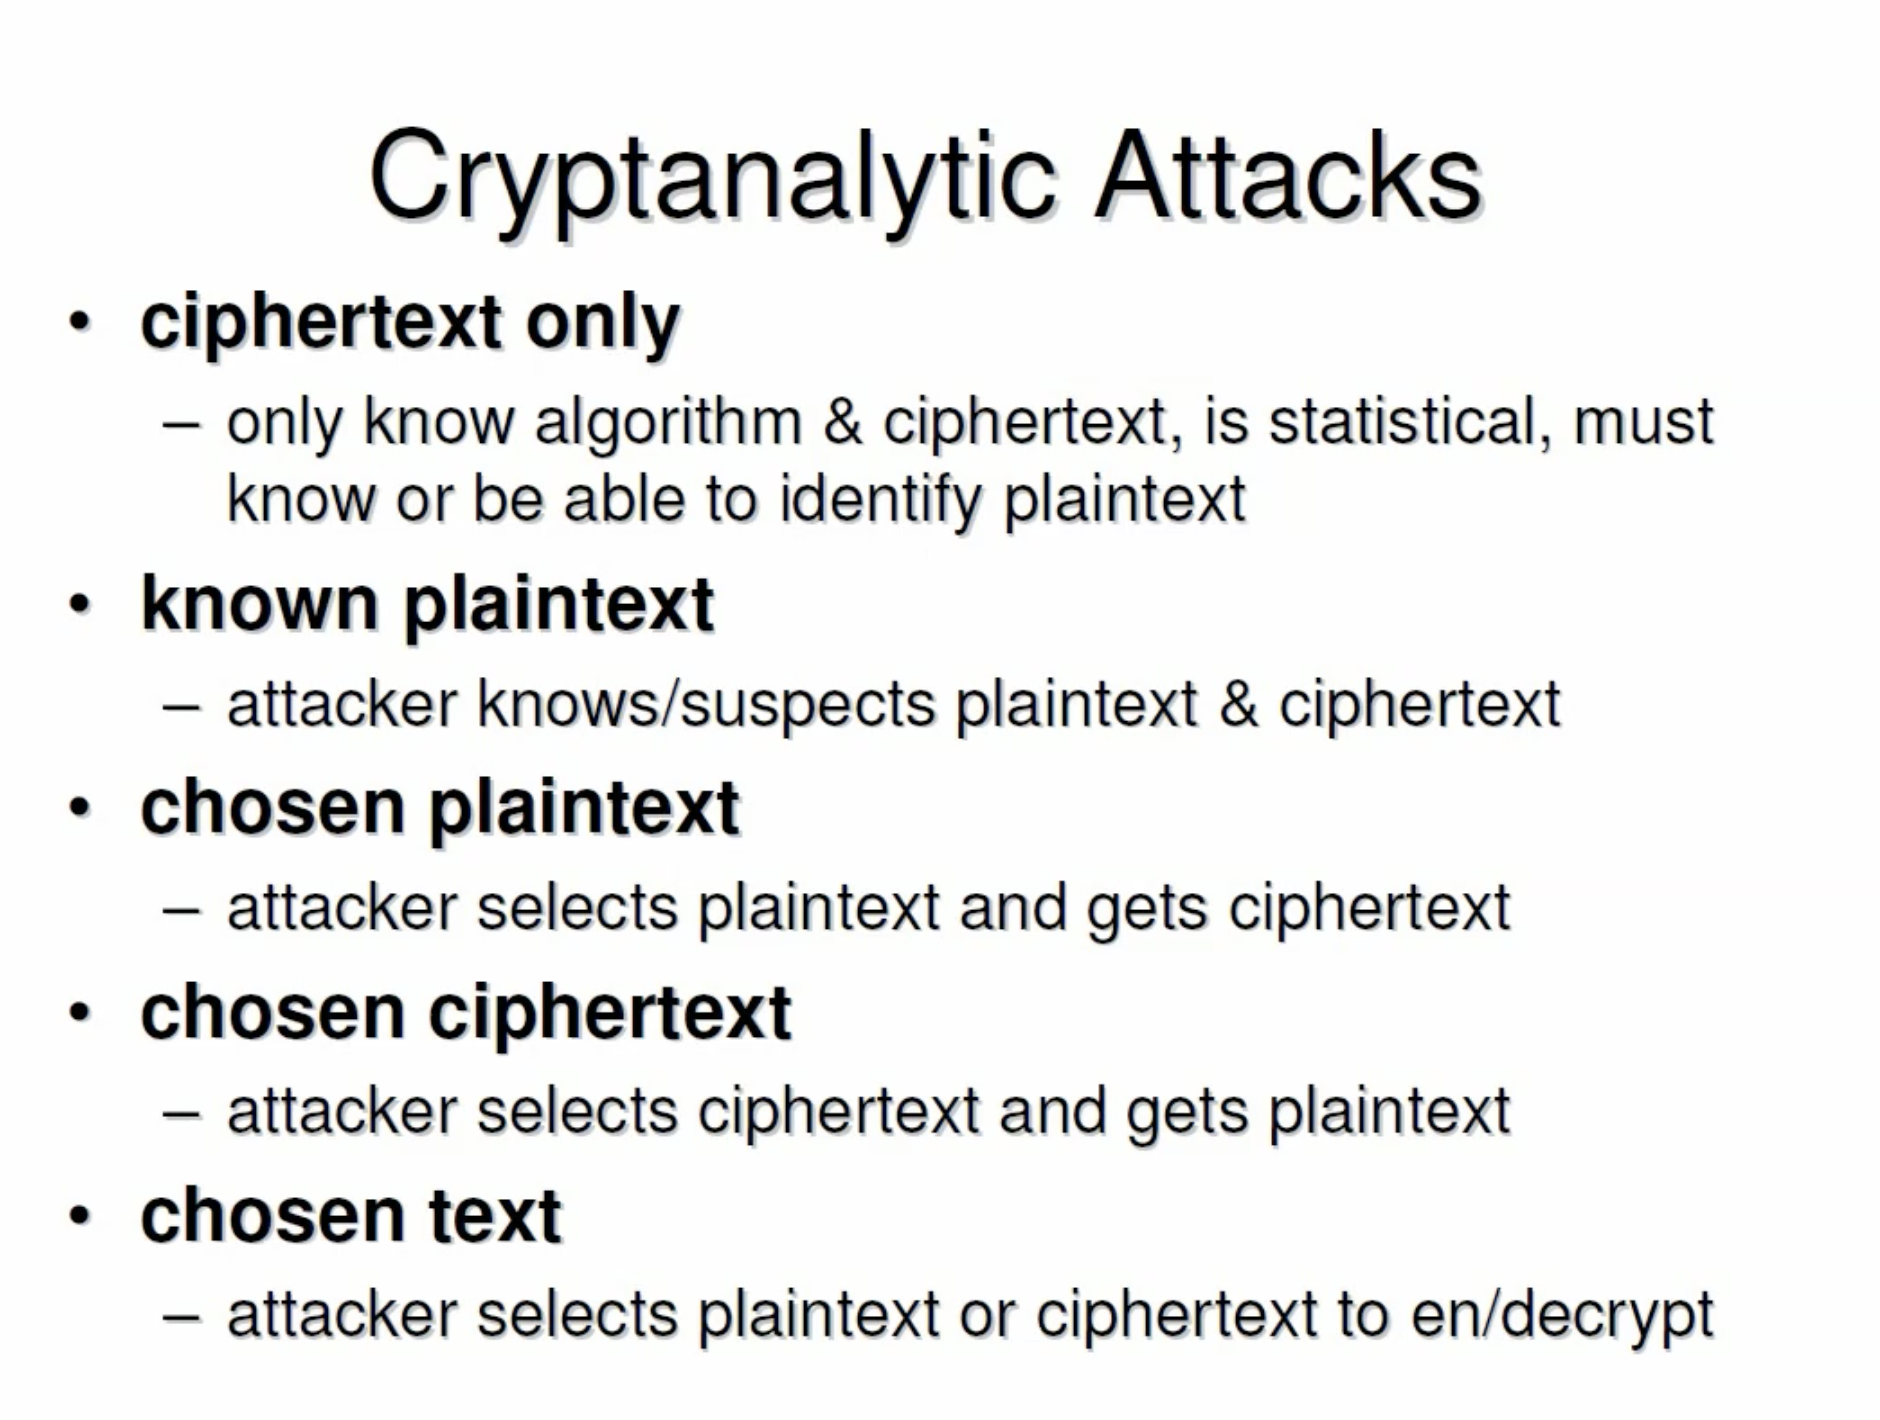 Cryptanalytic Attacks
• ciphertext only
– only know algorithm & ciphertext, is statistical, must
know or be able to identify plaintext
• known plaintext
– attacker knows/suspects plaintext & ciphertext
• chosen plaintext
– attacker selects plaintext and gets ciphertext
• chosen ciphertext
– attacker selects ciphertext and gets plaintext
• chosen text
– attacker selects plaintext or ciphertext to en/decrypt